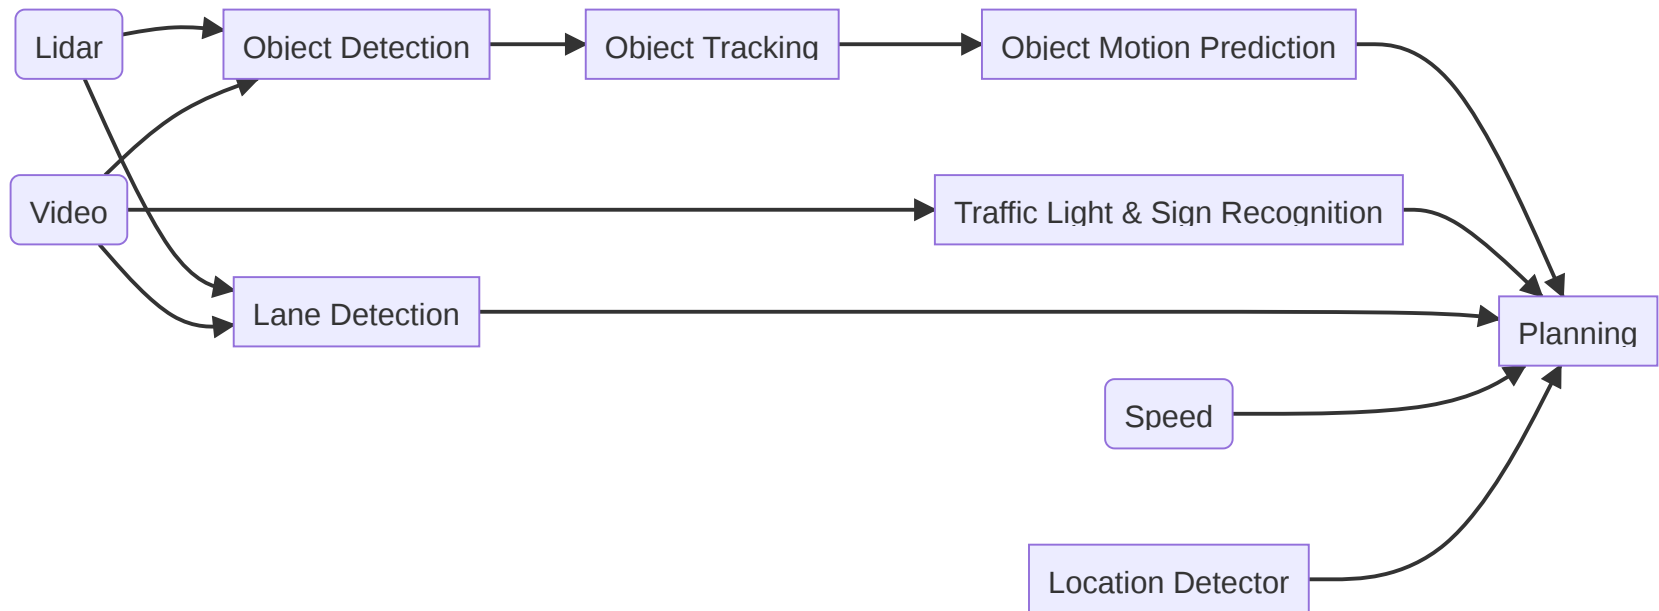 Lidar
Object Detection
Object Tracking
Object Motion Prediction
Video
Traffic Light & Sign Recognition
Lane Detection
Planning
Speed
Location Detector